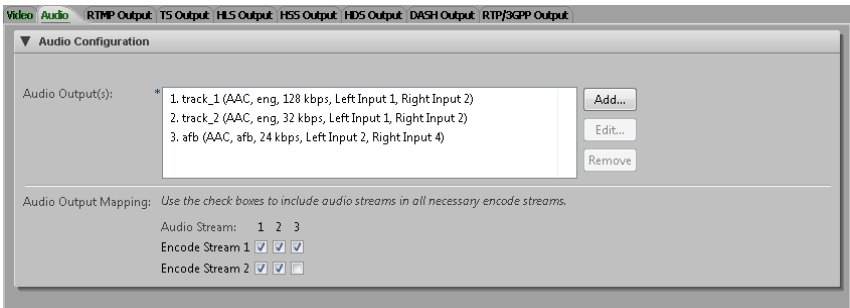 Video Audio RTMP Output TS Output HLS Output HSS Output HDS Output DASH Output RTP/3GPP Output
▼ Audio Configuration
Audio Output(s): * 1. track_1 (AAC, eng, 128 kbps, Left Input 1, Right Input 2) Add...
2. track_2 (AAC, eng, 32 kbps, Left Input 1, Right Input 2) Edit...
3. afb (AAC, afb, 24 kbps, Left Input 2, Right Input 4)
Remove
Audio Output Mapping: Use the check boxes to include audio streams in all necessary encode streams.
Audio Stream: 1 2 3
Encode Stream 1
Encode Stream 2